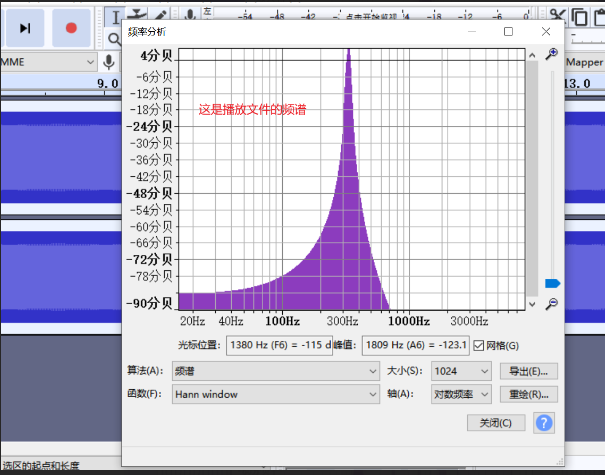 左
-54 -48 -42 点击开始监视 -18 -12 -6 0
MME
Mapper
9.0
13.0
频率分析
4分贝
-6分贝
-12分贝
-18分贝
-24分贝
-30分贝
-36分贝
-42分贝
-48分贝
-54分贝
-60分贝
-66分贝
-72分贝
-78分贝
-90分贝
这是播放文件的频谱
20Hz 40Hz 100Hz 300Hz 1000Hz 3000Hz
光标位置: 1380 Hz (F6) = -115 d 峰值: 1809 Hz (A6) = -123.1 网格(G)
算法(A): 频谱 大小(S): 1024 导出(E)...
函数(F): Hann window 轴(A): 对数频率 重绘(R)...
关闭(C) ?
选区的起点和长度